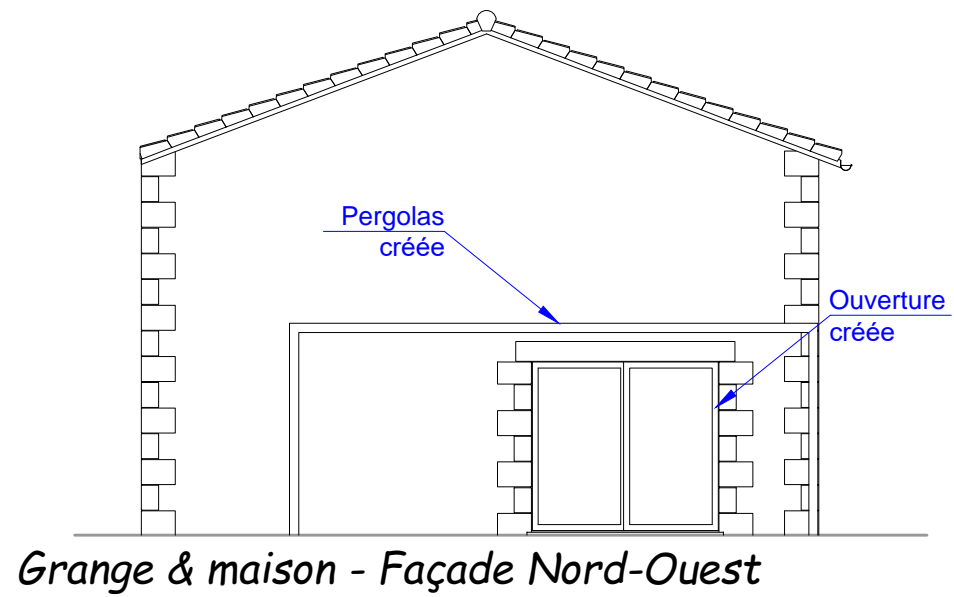 Pergolas
créée
Ouverture
créée
Grange & maison - Façade Nord-Ouest